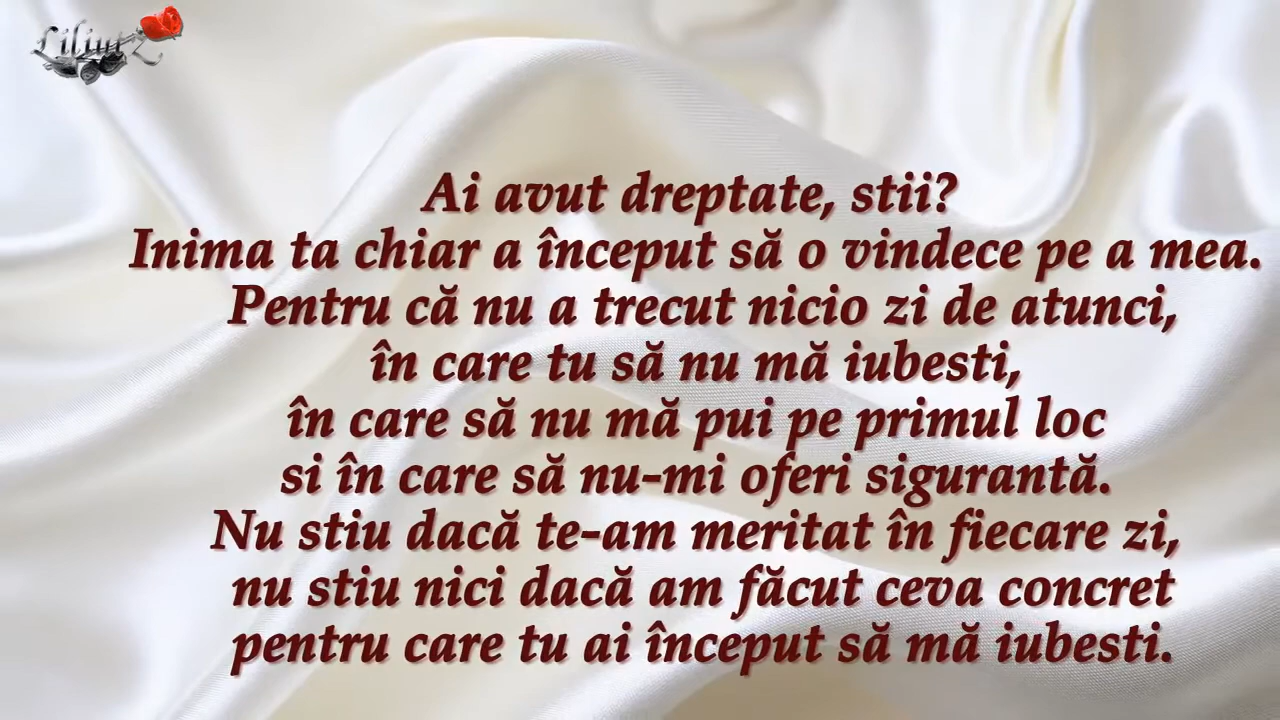 Ai avut dreptate, stii?
Inima ta chiar a început să o vindece pe a mea.
Pentru că nu a trecut nicio zi de atunci,
în care tu să nu mă iubesti,
în care să nu mă pui pe primul loc
si în care să nu-mi oferi sigurantă.
Nu stiu dacă te-am meritat în fiecare zi,
nu stiu nici dacă am făcut ceva concret
pentru care tu ai început să mă iubesti.